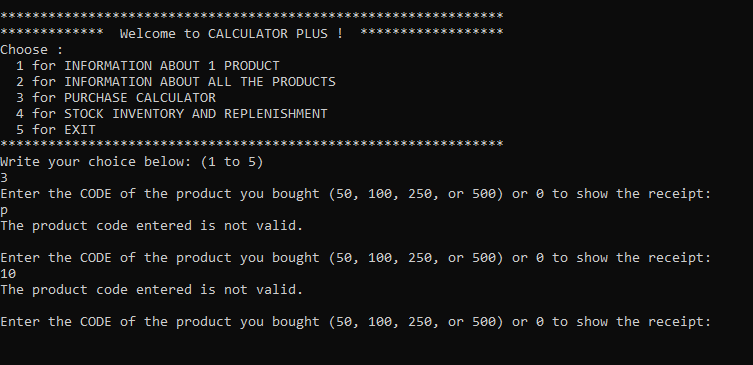 ***************************************************************
*************  Welcome to CALCULATOR PLUS !  ******************
Choose :
  1 for INFORMATION ABOUT 1 PRODUCT
  2 for INFORMATION ABOUT ALL THE PRODUCTS
  3 for PURCHASE CALCULATOR
  4 for STOCK INVENTORY AND REPLENISHMENT
  5 for EXIT
***************************************************************
Write your choice below: (1 to 5)
3
Enter the CODE of the product you bought (50, 100, 250, or 500) or 0 to show the receipt:
p
The product code entered is not valid.

Enter the CODE of the product you bought (50, 100, 250, or 500) or 0 to show the receipt:
10
The product code entered is not valid.

Enter the CODE of the product you bought (50, 100, 250, or 500) or 0 to show the receipt: